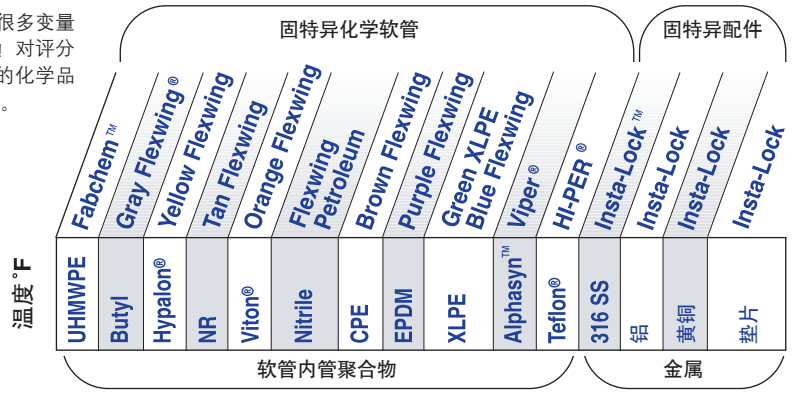 很多变量
对评分
的化学品
。
固特异化学软管
固特异配件
Fabchem™
Gray Flexwing®
Yellow Flexwing
Tan Flexwing
Orange Flexwing
Flexwing
Petroleum
Brown Flexwing
Purple Flexwing
Green XLPE
Blue Flexwing
Viper®
HI-PER®
Insta-Lock™
Insta-Lock
Insta-Lock
Insta-Lock
温度 °F
UHMWPE
Butyl
Hypalon®
NR
Viton®
Nitrile
CPE
EPDM
XLPE
Alphasyn™
Teflon®
316 SS
铝
黄铜
垫片
软管内管聚合物
金属